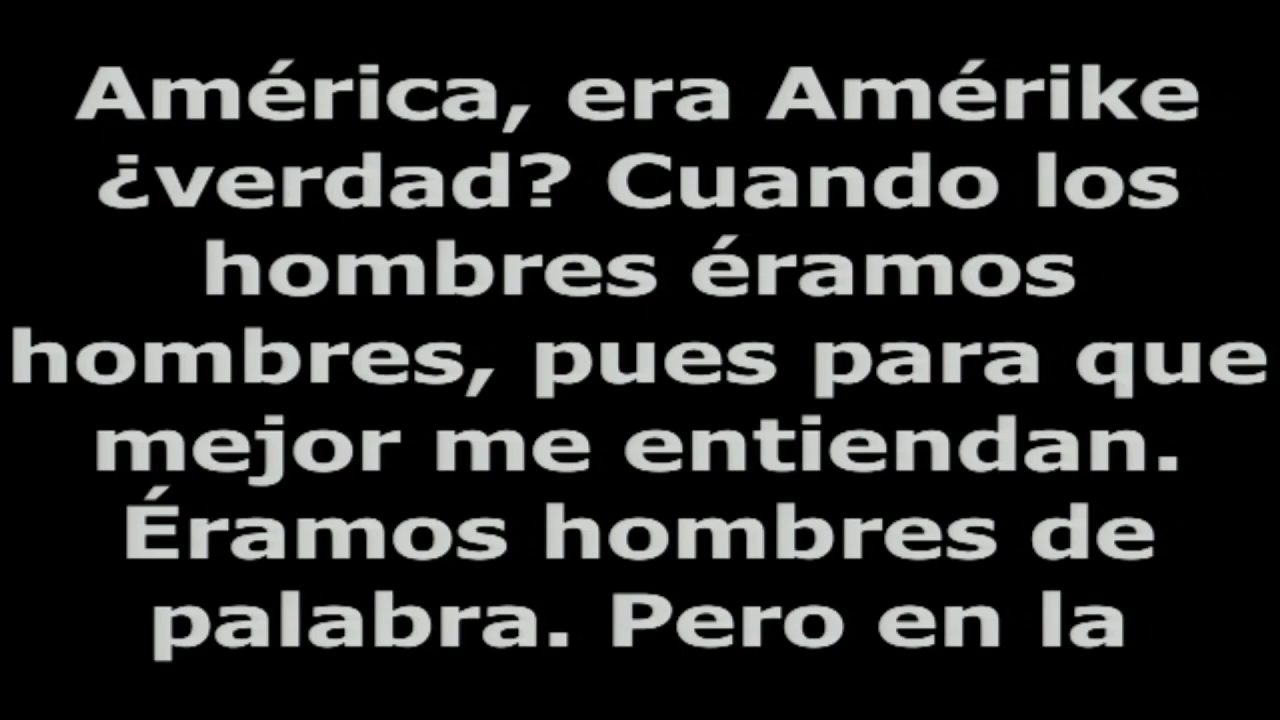 América, era Amérike
¿verdad? Cuando los
hombres éramos
hombres, pues para que
mejor me entiendan.
Éramos hombres de
palabra. Pero en la